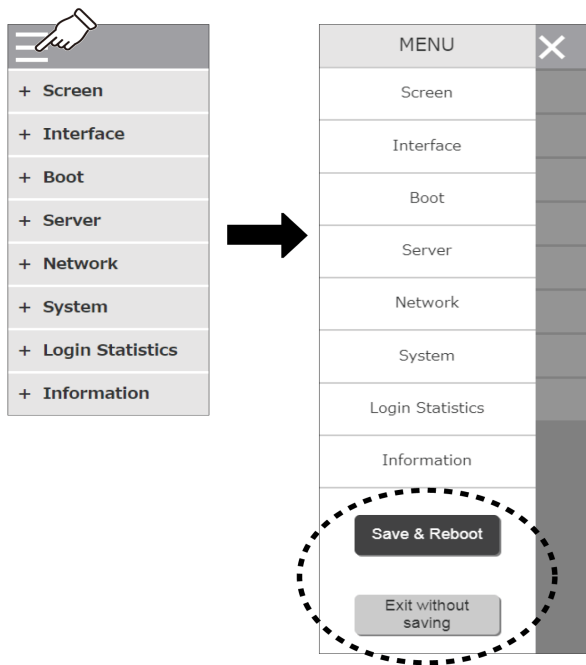 + Screen
+ Interface
+ Boot
+ Server
+ Network
+ System
+ Login Statistics
+ Information
MENU
Screen
Interface
Boot
Server
Network
System
Login Statistics
Information
Save & Reboot
Exit without
saving